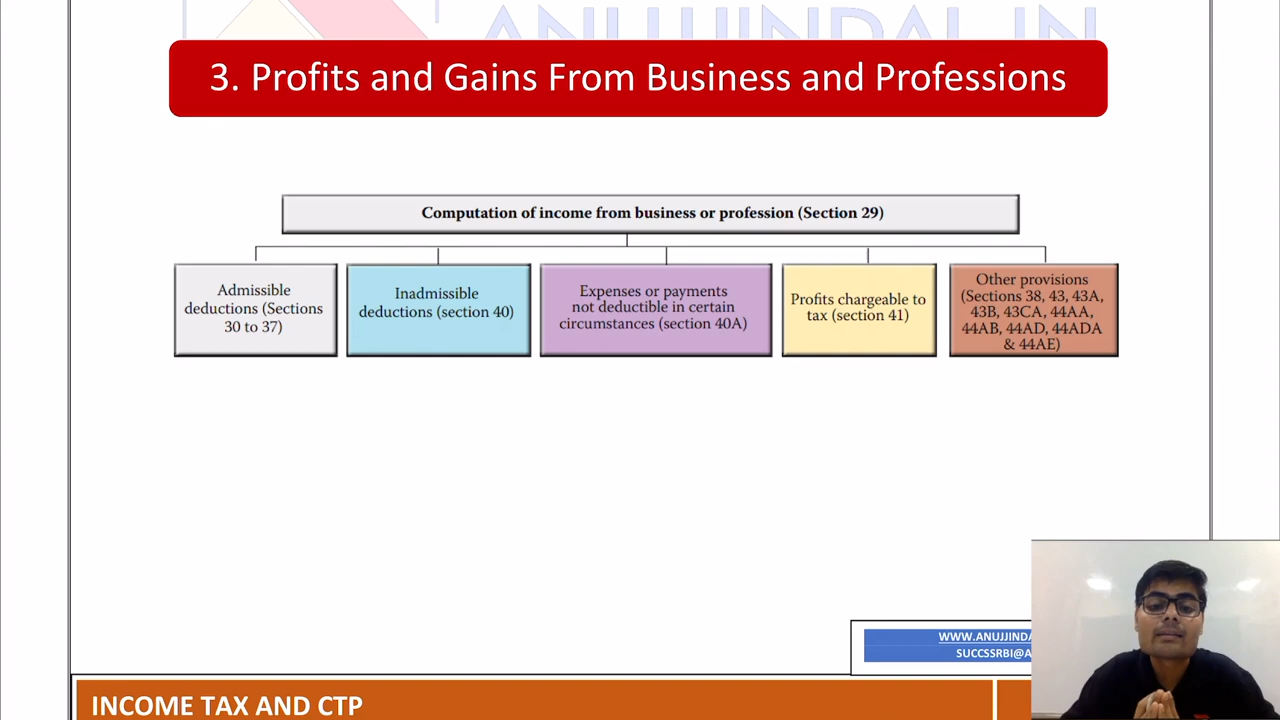 ANUJJINDAL.IN
3. Profits and Gains From Business and Professions
Computation of income from business or profession (Section 29)
Admissible
deductions (Sections
30 to 37)
Inadmissible
deductions (section 40)
Expenses or payments
not deductible in certain
circumstances (section 40A)
Profits chargeable to
tax (section 41)
Other provisions
(Sections 38, 43, 43A,
43B, 43CA, 44AA,
44AB, 44AD, 44ADA
& 44AE)
WWW.ANUJJINDA
SUCCSSRBI@A
INCOME TAX AND CTP